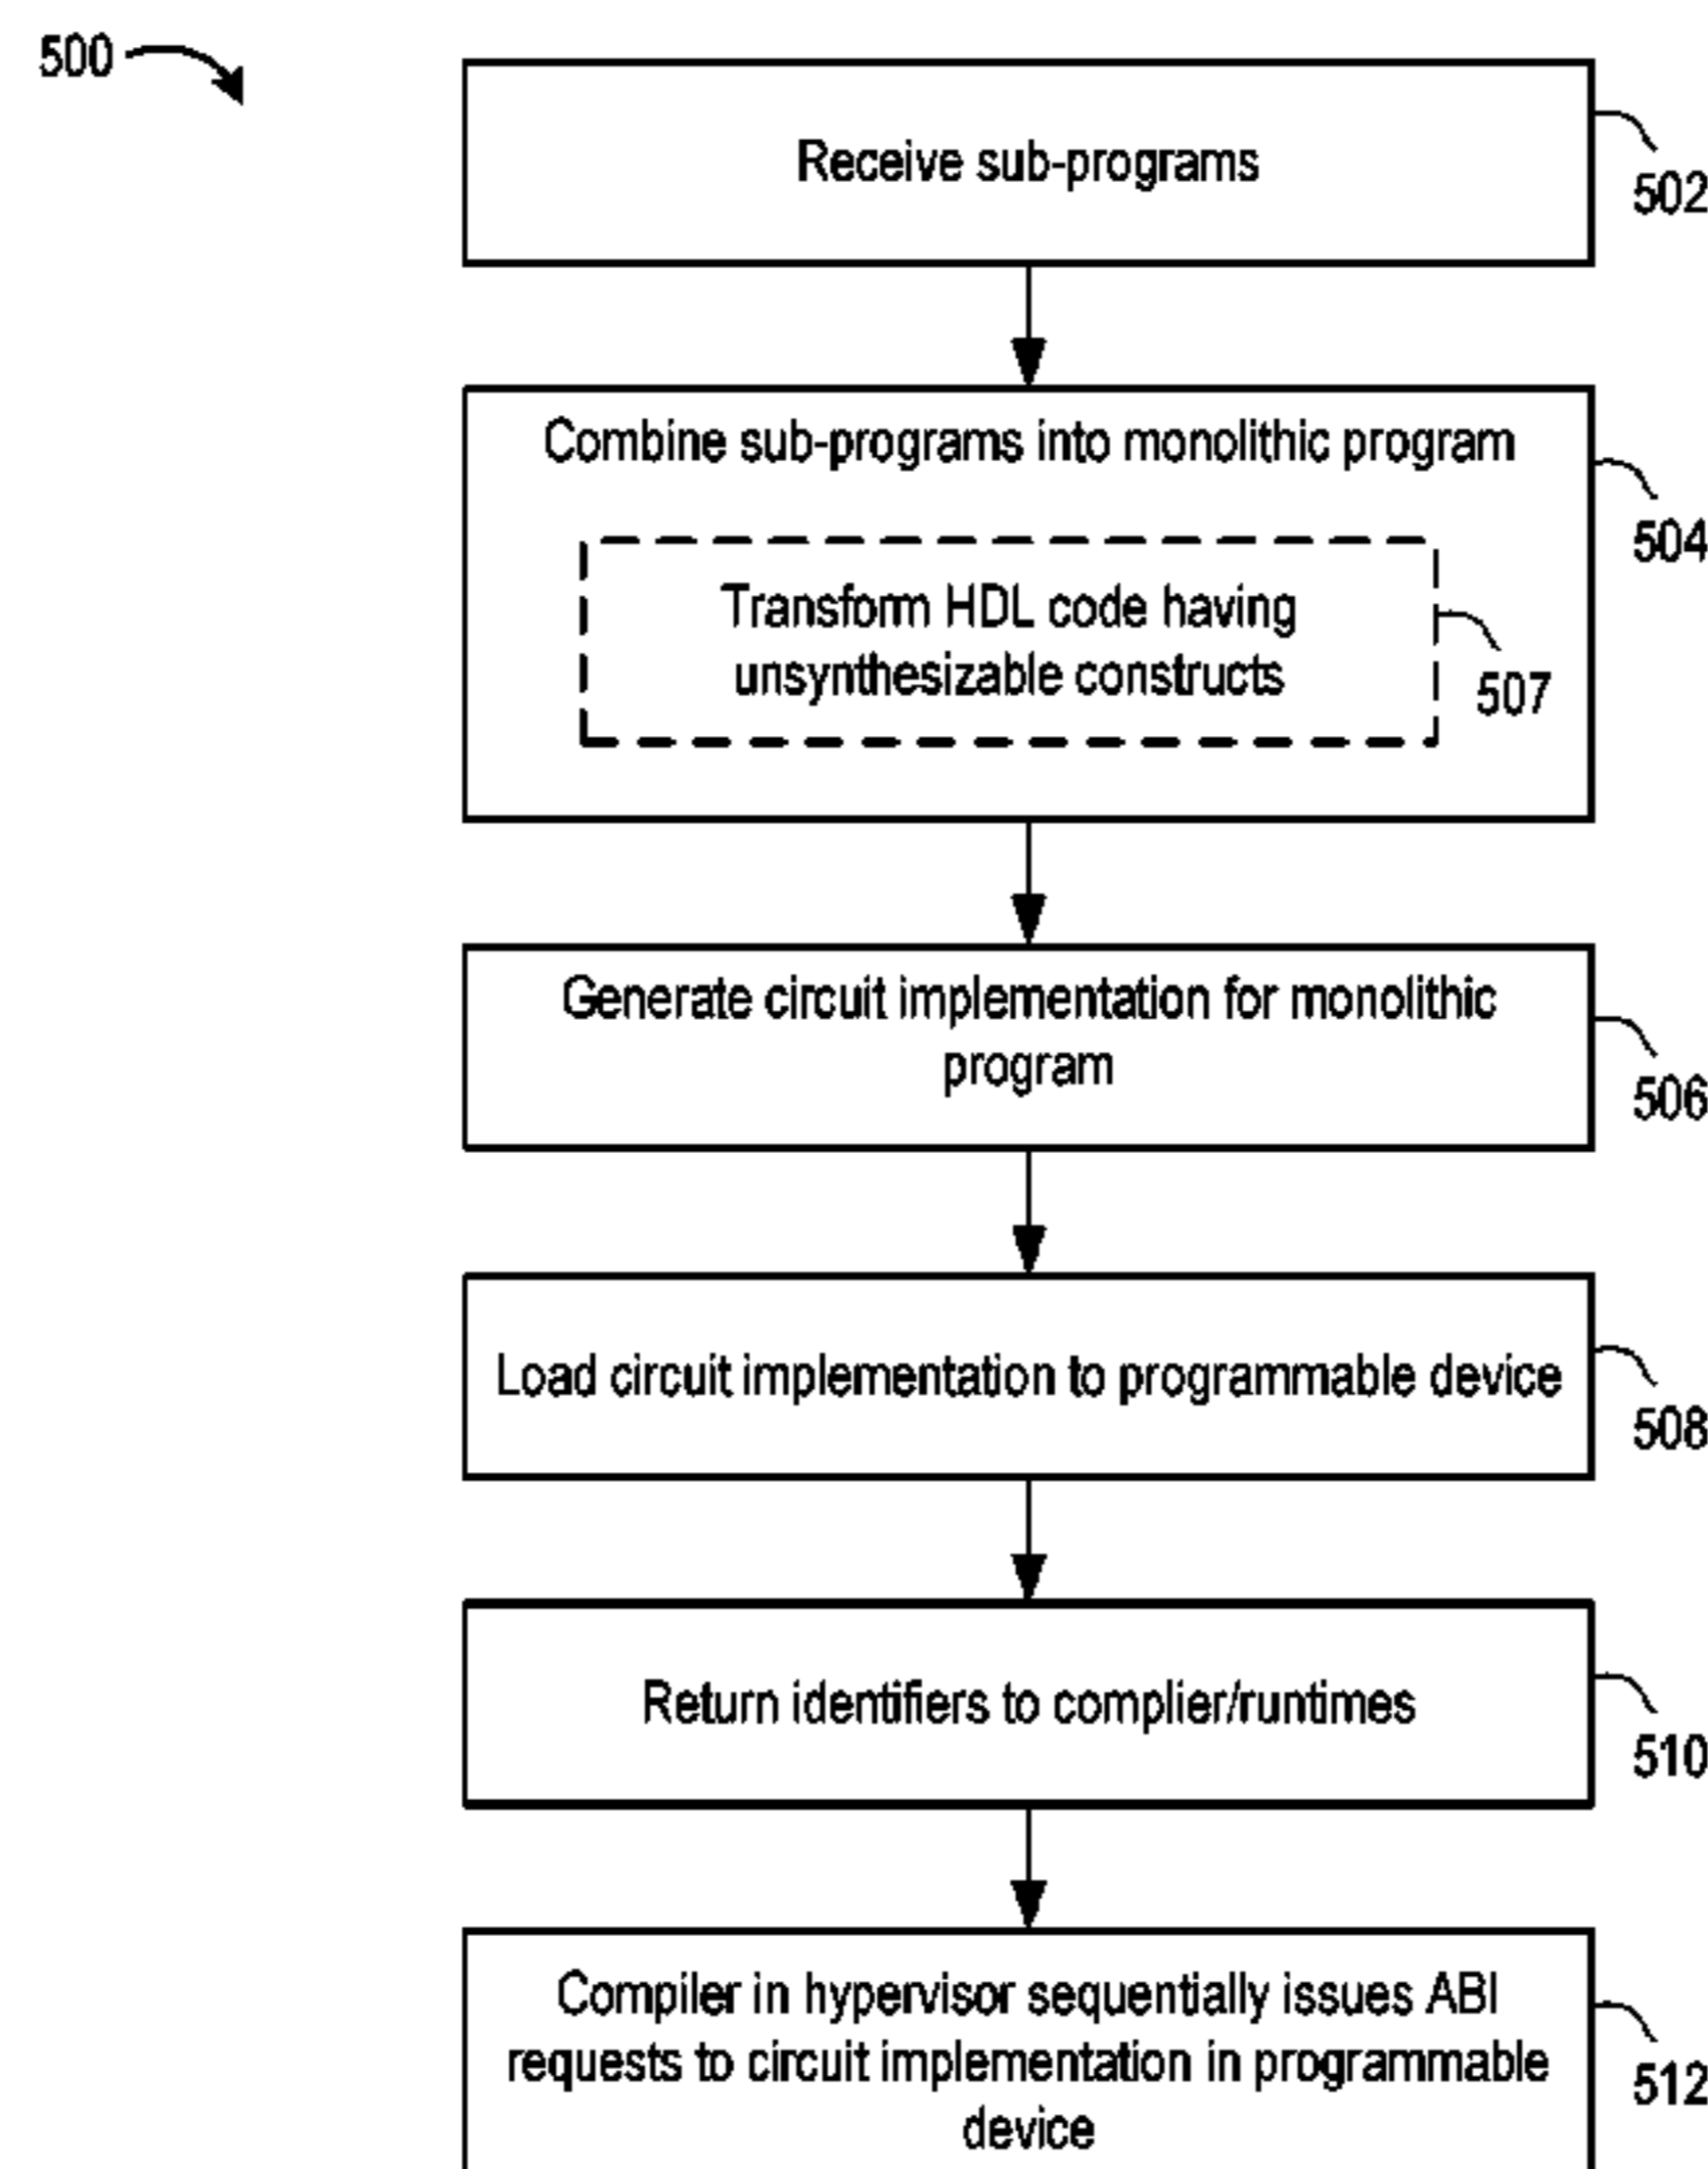 500
Receive sub-programs
502
Combine sub-programs into monolithic program
504
Transform HDL code having
unsynthesizable constructs
507
Generate circuit implementation for monolithic
program
506
Load circuit implementation to programmable device
508
Return identifiers to complier/runtimes
510
Compiler in hypervisor sequentially issues ABI
requests to circuit implementation in programmable
device
512